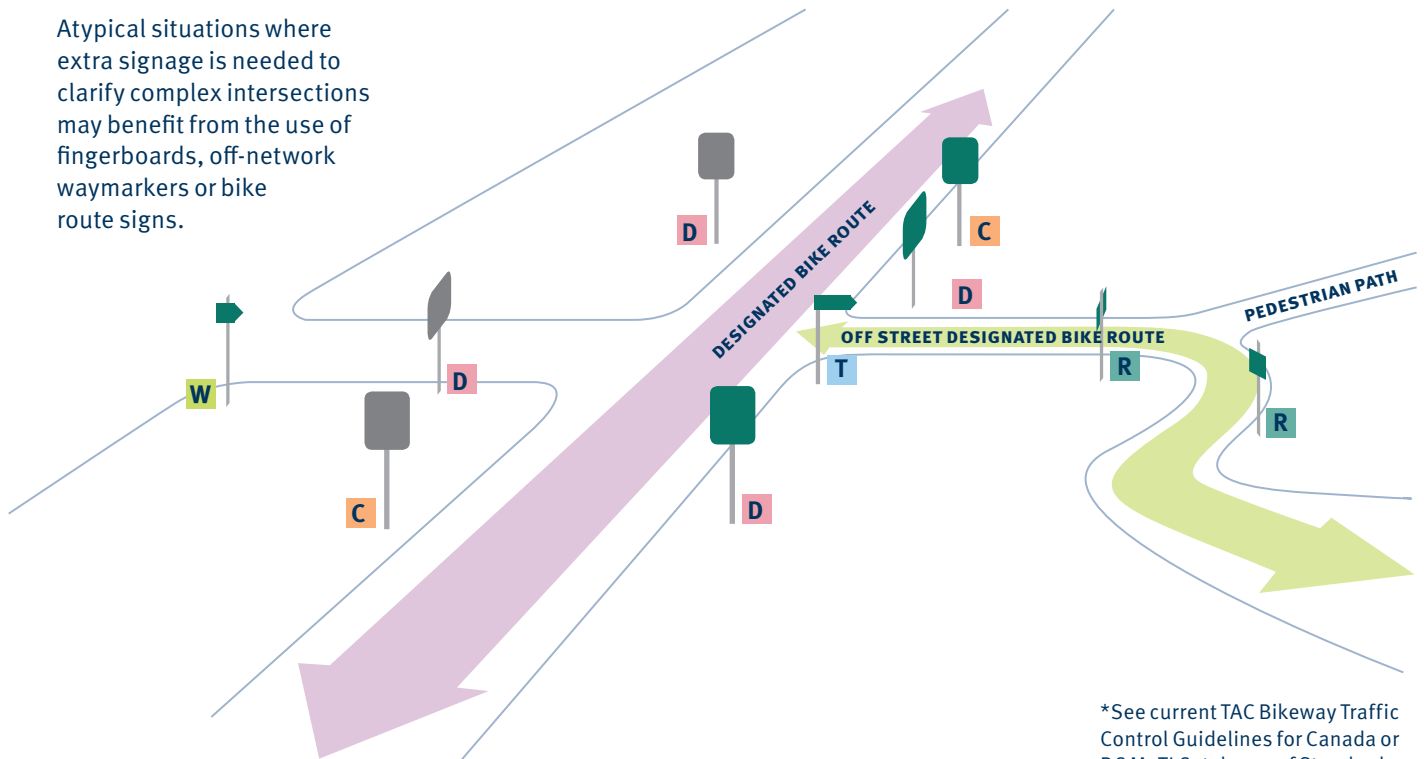 Atypical situations where
extra signage is needed to
clarify complex intersections
may benefit from the use of
fingerboards, off-network
waymarkers or bike
route signs.
D
C
DESIGNATED BIKE ROUTE
D
PEDESTRIAN PATH
OFF STREET DESIGNATED BIKE ROUTE
W
D
T
R
R
C
D
*See current TAC Bikeway Traffic
Control Guidelines for Canada or